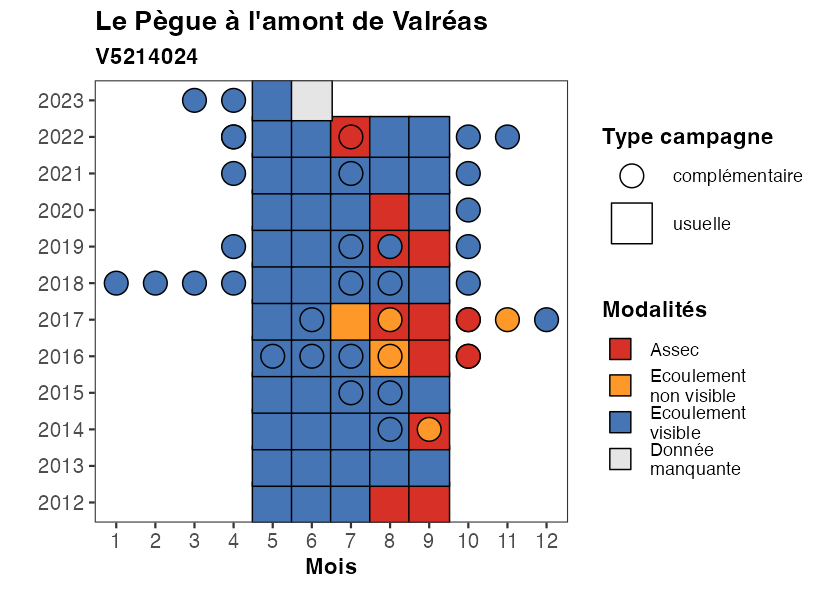 Le Pègue à l'amont de Valréas
V5214024
2023
2022
2021
2020
2019
2018
2017
2016
2015
2014
2013
2012
1 2 3 4 5 6 7 8 9 10 11 12
Mois
Type campagne
complémentaire
usuelle
Modalités
Assec
Ecoulement
non visible
Ecoulement
visible
Donnée
manquante